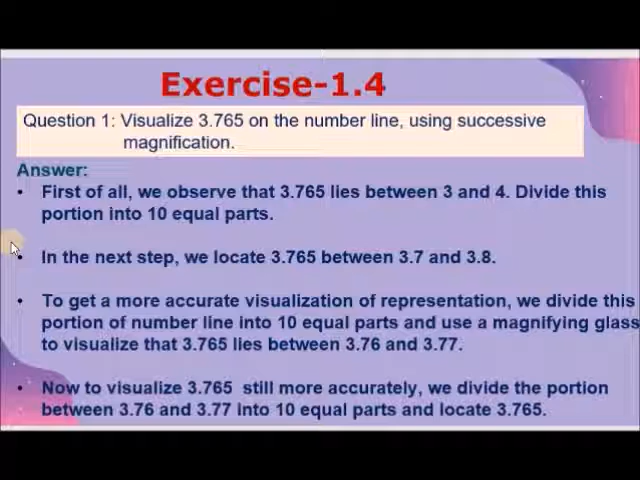 Exercise-1.4
Question 1: Visualize 3.765 on the number line, using successive
magnification.
Answer:
• First of all, we observe that 3.765 lies between 3 and 4. Divide this
portion into 10 equal parts.
• In the next step, we locate 3.765 between 3.7 and 3.8.
• To get a more accurate visualization of representation, we divide this
portion of number line into 10 equal parts and use a magnifying glass
to visualize that 3.765 lies between 3.76 and 3.77.
• Now to visualize 3.765 still more accurately, we divide the portion
between 3.76 and 3.77 into 10 equal parts and locate 3.765.